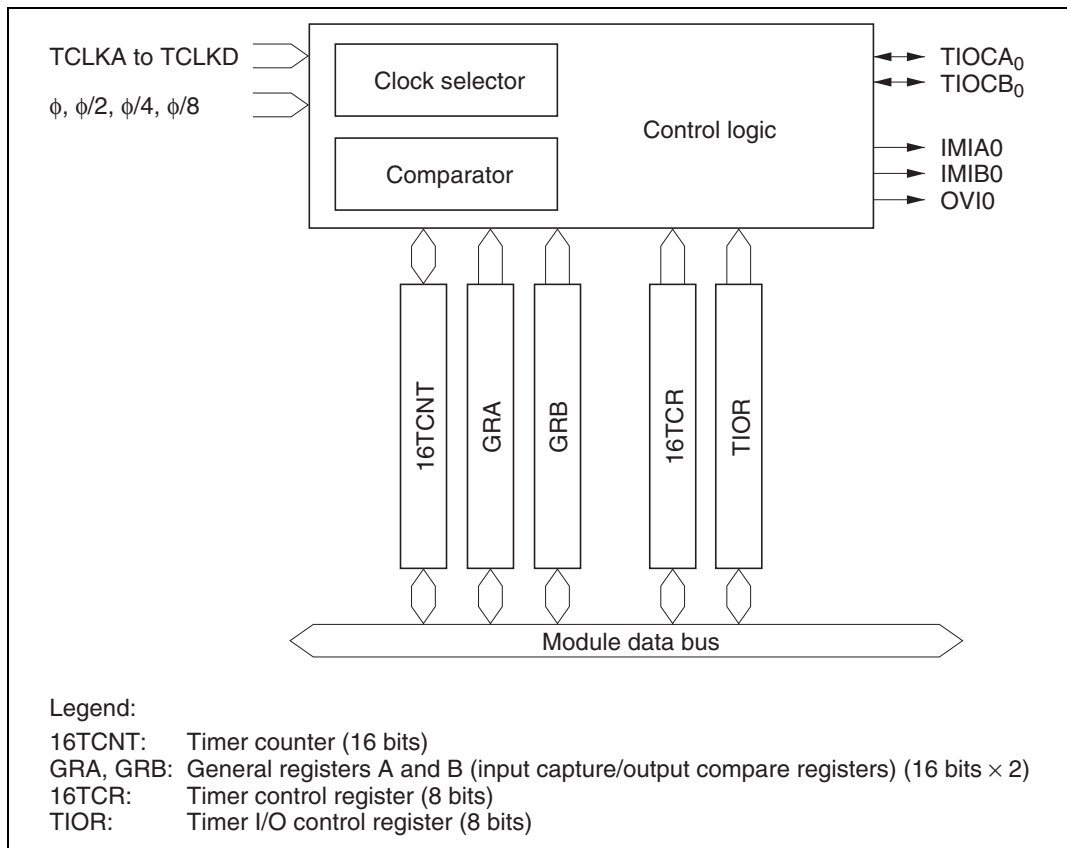 TCLKA to TCLKD
ϕ, ϕ/2, ϕ/4, ϕ/8
Clock selector
Comparator
Control logic
TIOCA₀
TIOCB₀
IMIA0
IMIB0
OVI0
16TCNT
GRA
GRB
16TCR
TIOR
Module data bus
Legend:
16TCNT: Timer counter (16 bits)
GRA, GRB: General registers A and B (input capture/output compare registers) (16 bits × 2)
16TCR: Timer control register (8 bits)
TIOR: Timer I/O control register (8 bits)